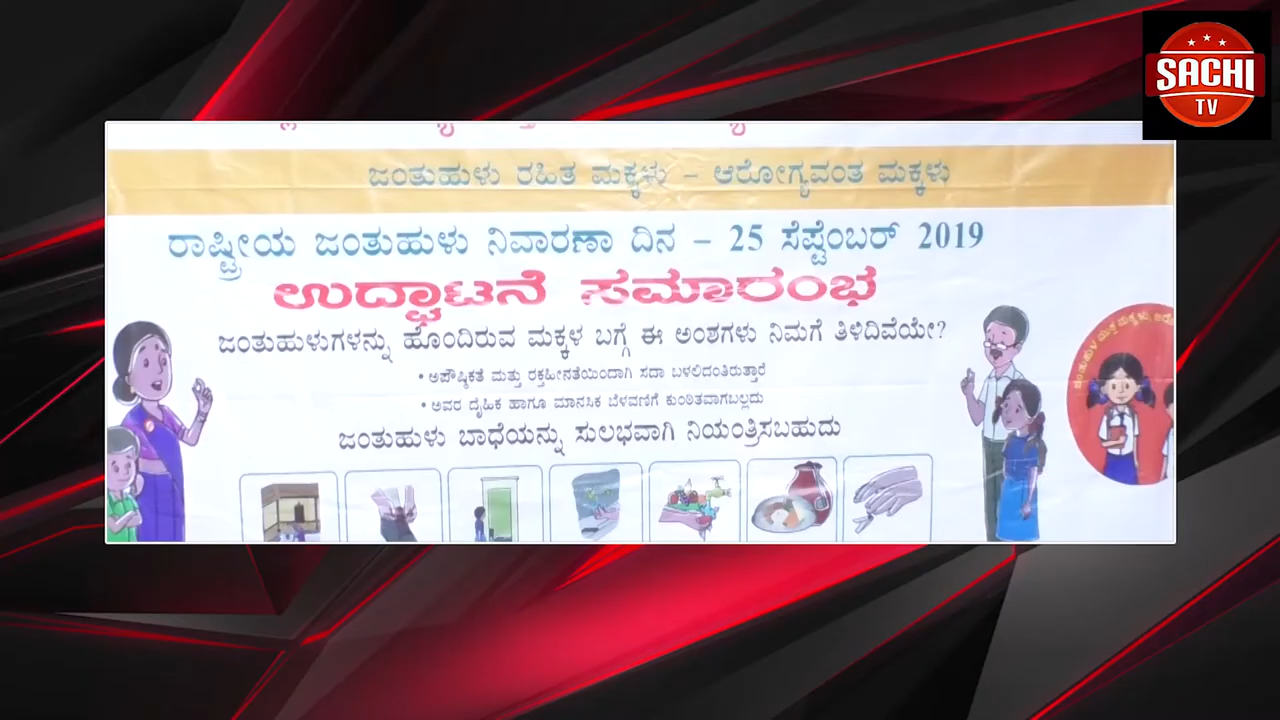 SACHI
TV
ಜಂತುಹುಳು ರಹಿತ ಮಕ್ಕಳು – ಆರೋಗ್ಯವಂತ ಮಕ್ಕಳು
ರಾಷ್ಟ್ರೀಯ ಜಂತುಹುಳು ನಿವಾರಣಾ ದಿನ – 25 ಸೆಪ್ಟೆಂಬರ್ 2019
ಉದ್ಘಾಟನೆ ಸಮಾರಂಭ
ಜಂತುಹುಳುಗಳನ್ನು ಹೊಂದಿರುವ ಮಕ್ಕಳ ಬಗ್ಗೆ ಈ ಅಂಶಗಳು ನಿಮಗೆ ತಿಳಿದಿವೆಯೇ?
• ಅಪೌಷ್ಠಿಕತೆ ಮತ್ತು ರಕ್ತಹೀನತೆಯಿಂದಾಗಿ ಸದಾ ಬಳಲಿದಂತಿರುತ್ತಾರೆ
• ಅವರ ದೈಹಿಕ ಹಾಗೂ ಮಾನಸಿಕ ಬೆಳವಣಿಗೆ ಕುಂಠಿತವಾಗಬಲ್ಲದು
ಜಂತುಹುಳು ಬಾಧೆಯನ್ನು ಸುಲಭವಾಗಿ ನಿಯಂತ್ರಿಸಬಹುದು